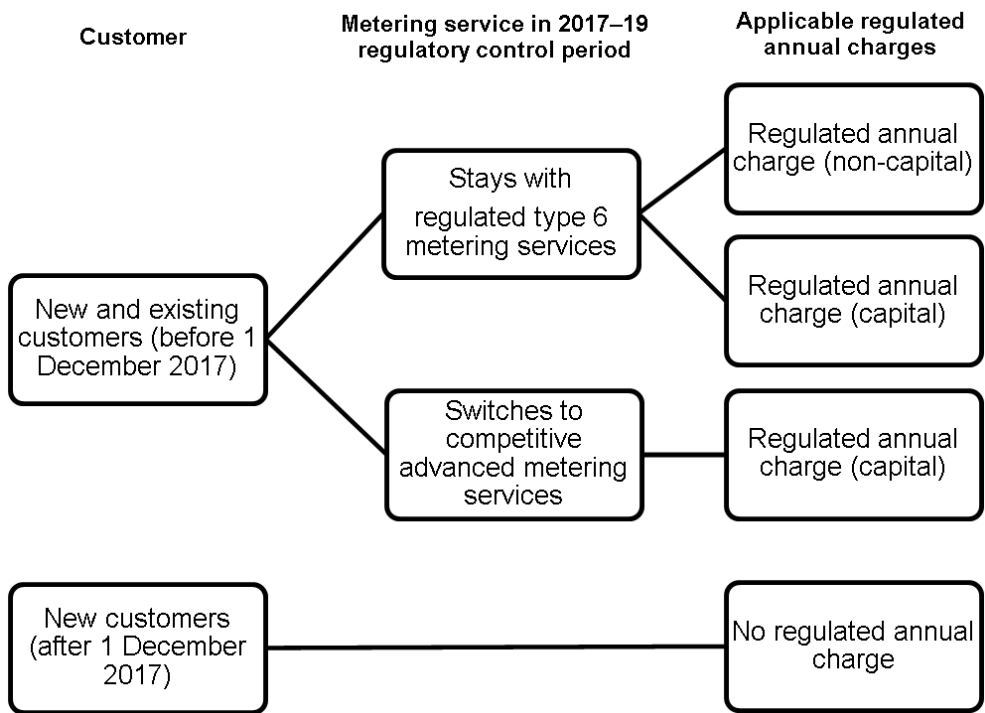 Customer
Metering service in 2017–19
regulatory control period
Applicable regulated
annual charges
New and existing
customers (before 1
December 2017)
Stays with
regulated type 6
metering services
Regulated annual
charge (non-capital)
Regulated annual
charge (capital)
Switches to
competitive
advanced metering
services
Regulated annual
charge (capital)
New customers
(after 1 December
2017)
No regulated annual
charge